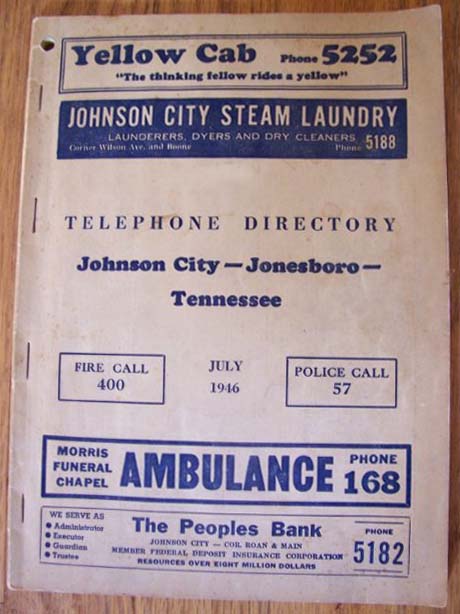 Yellow Cab Phone 5252
"The thinking fellow rides a yellow"
JOHNSON CITY STEAM LAUNDRY
LAUNDERERS, DYERS AND DRY CLEANERS
Corner Wilson Ave. and Boone Phone 5188
TELEPHONE DIRECTORY
Johnson City — Jonesboro —
Tennessee
FIRE CALL
400
JULY
1946
POLICE CALL
57
MORRIS
FUNERAL
CHAPEL
AMBULANCE
PHONE
168
WE SERVE AS
● Administrator
● Executor
● Guardian
● Trustee
The Peoples Bank
JOHNSON CITY — COR. ROAN & MAIN
MEMBER FEDERAL DEPOSIT INSURANCE CORPORATION
RESOURCES OVER EIGHT MILLION DOLLARS
PHONE
5182